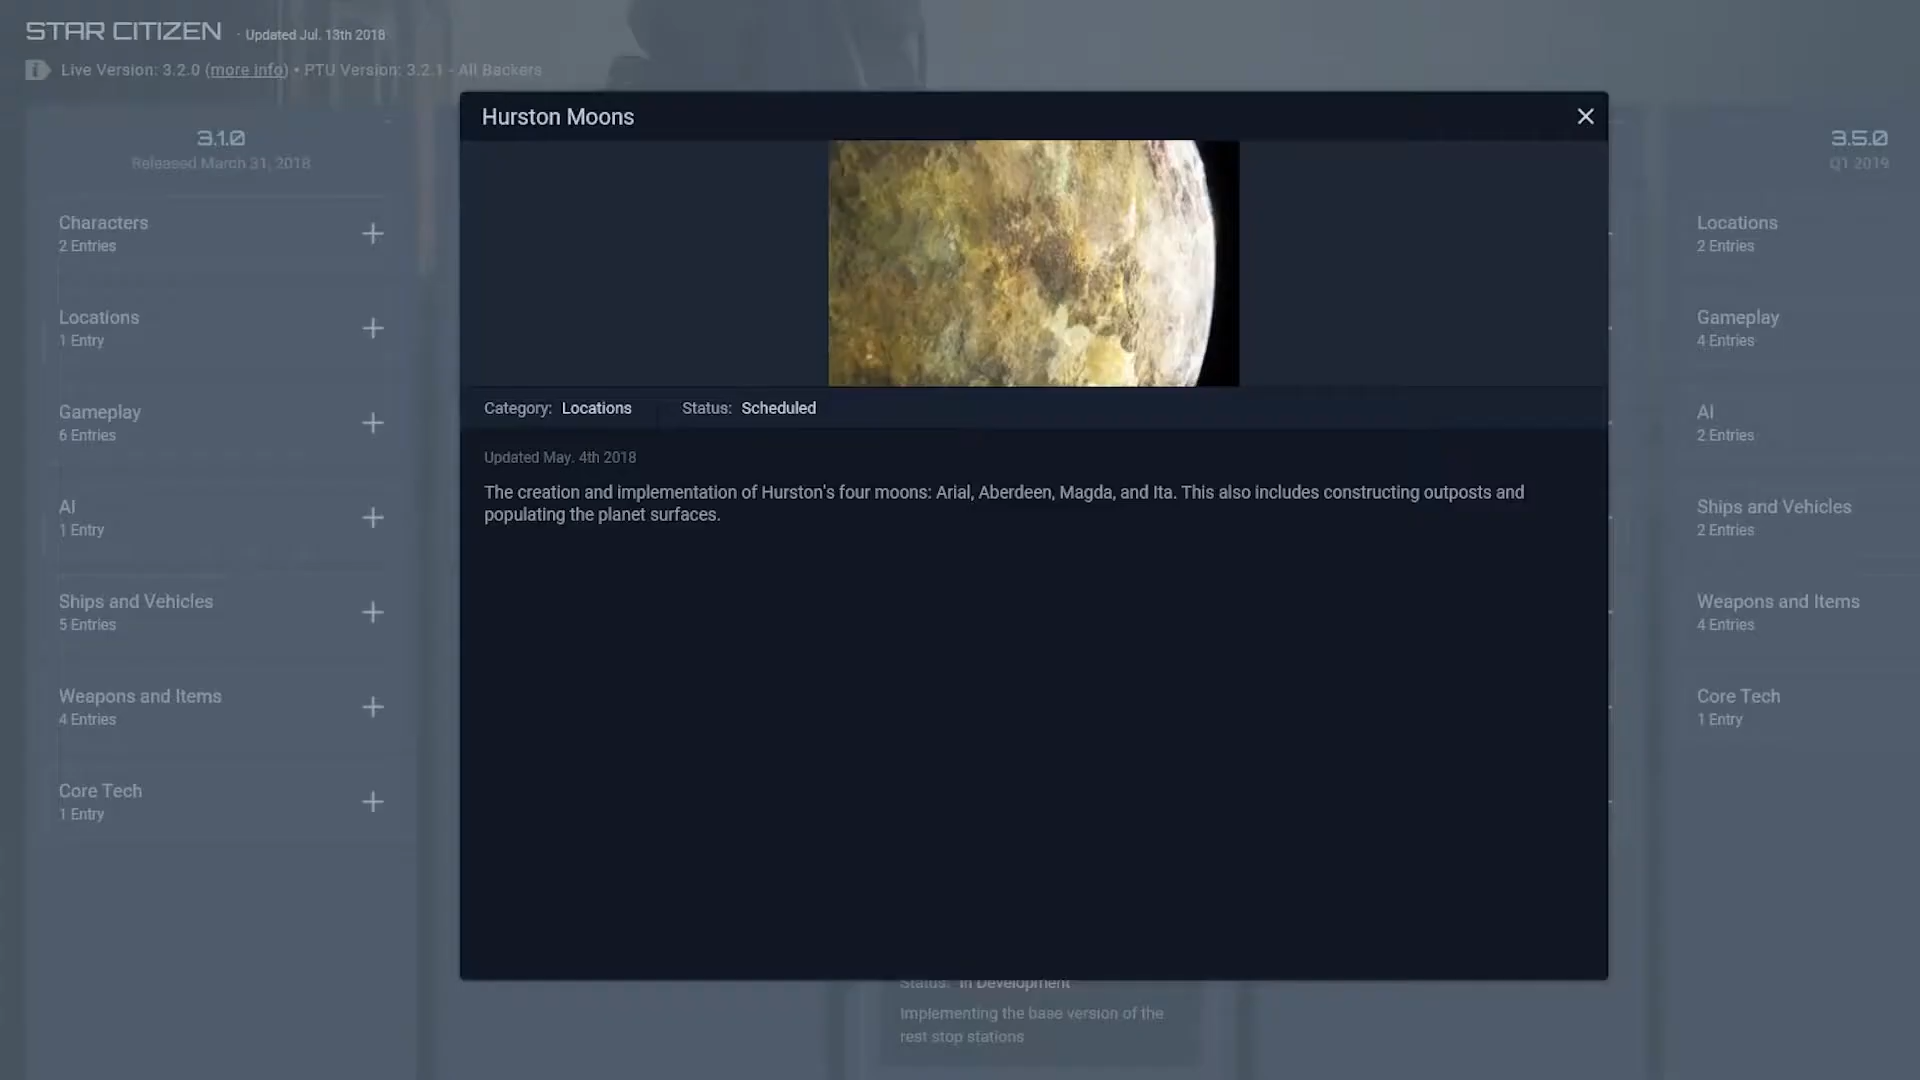 STAR CITIZEN · Updated Jul. 13th 2018
Live Version: 3.2.0 (more info) • PTU Version: 3.2.1 - All Backers
3.1.0
Released March 31, 2018
Characters
2 Entries
Locations
1 Entry
Gameplay
6 Entries
AI
1 Entry
Ships and Vehicles
5 Entries
Weapons and Items
4 Entries
Core Tech
1 Entry
Hurston Moons
Category: Locations Status: Scheduled
Updated May. 4th 2018
The creation and implementation of Hurston's four moons: Arial, Aberdeen, Magda, and Ita. This also includes constructing outposts and
populating the planet surfaces.
Status: In Development
Implementing the base version of the
rest stop stations
3.5.0
Q1 2019
Locations
2 Entries
Gameplay
4 Entries
AI
2 Entries
Ships and Vehicles
2 Entries
Weapons and Items
4 Entries
Core Tech
1 Entry